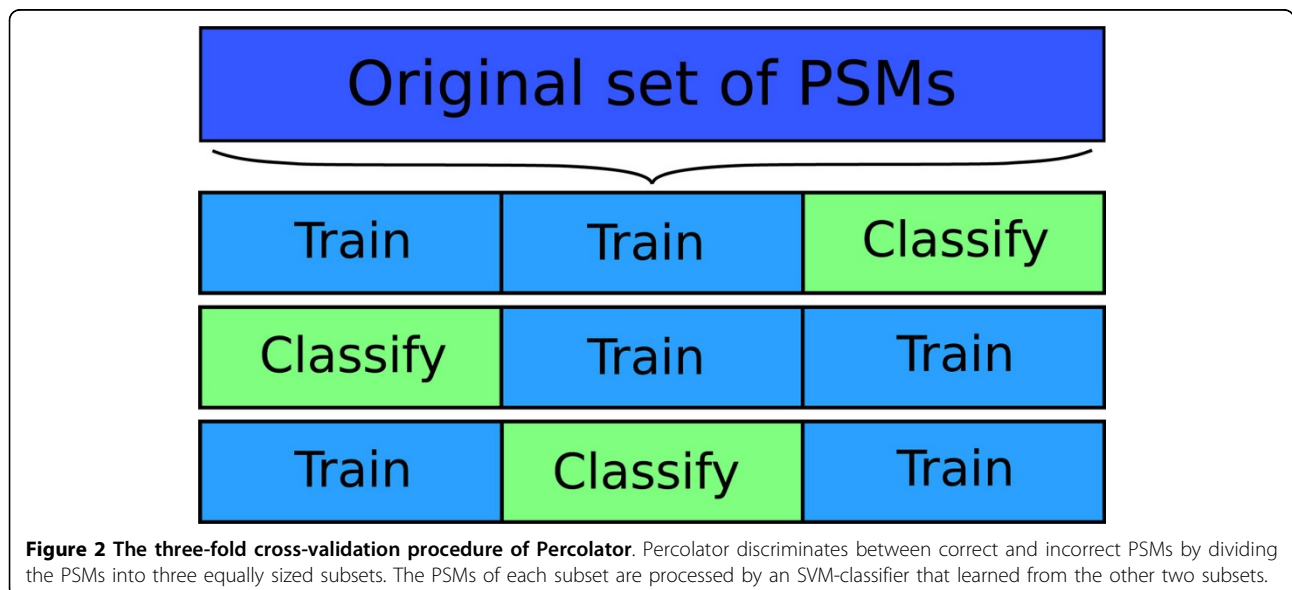 Original set of PSMs
Train Train Classify
Classify Train Train
Train Classify Train
Figure 2 The three-fold cross-validation procedure of Percolator. Percolator discriminates between correct and incorrect PSMs by dividing
the PSMs into three equally sized subsets. The PSMs of each subset are processed by an SVM-classifier that learned from the other two subsets.